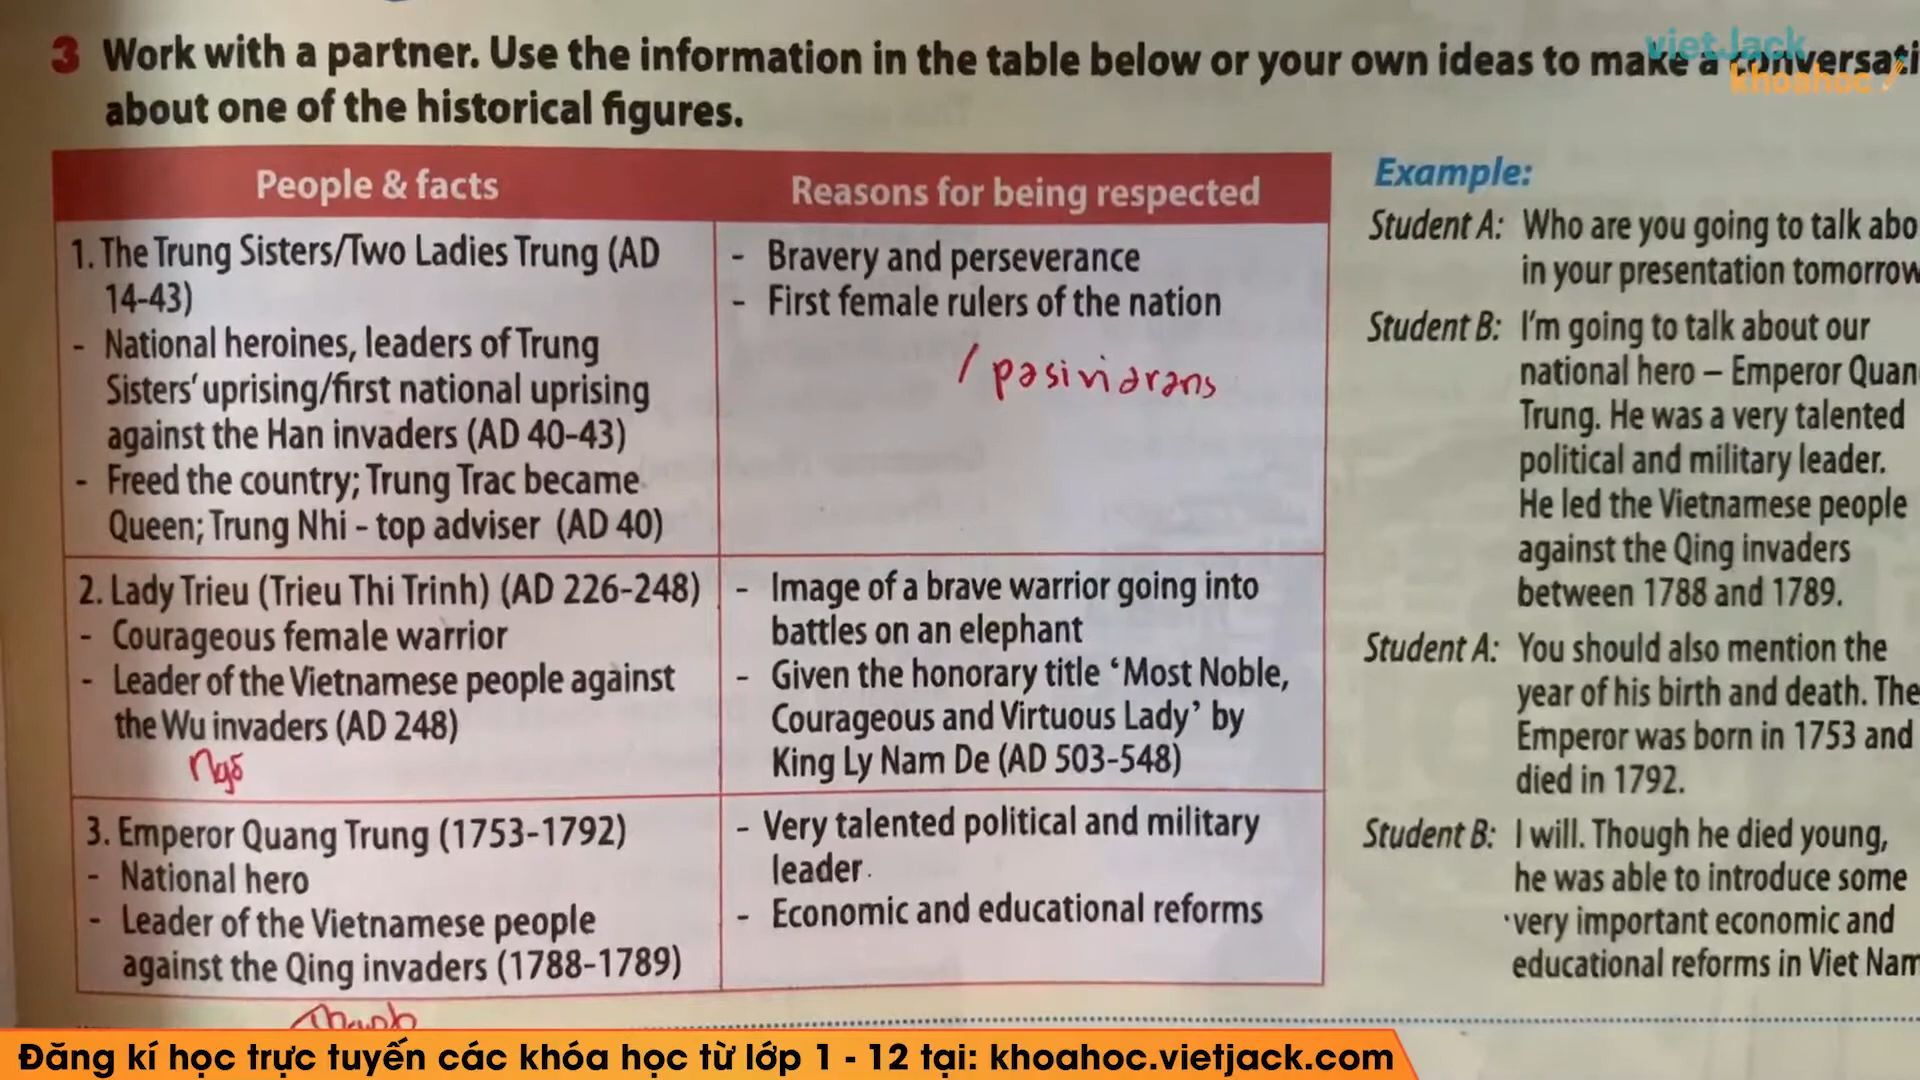 3 Work with a partner. Use the information in the table below or your own ideas to make a conversati
about one of the historical figures.
vietJack
khoahoc
People & facts
Reasons for being respected
1. The Trung Sisters/Two Ladies Trung (AD
14-43)
- National heroines, leaders of Trung
Sisters' uprising/first national uprising
against the Han invaders (AD 40-43)
- Freed the country; Trung Trac became
Queen; Trung Nhi - top adviser (AD 40)
- Bravery and perseverance
- First female rulers of the nation
2. Lady Trieu (Trieu Thi Trinh) (AD 226-248)
- Courageous female warrior
- Leader of the Vietnamese people against
the Wu invaders (AD 248)
Ngô
- Image of a brave warrior going into
battles on an elephant
- Given the honorary title ‘Most Noble,
Courageous and Virtuous Lady’ by
King Ly Nam De (AD 503-548)
3. Emperor Quang Trung (1753-1792)
- National hero
- Leader of the Vietnamese people
against the Qing invaders (1788-1789)
- Very talented political and military
leader
- Economic and educational reforms
Example:
Student A: Who are you going to talk abo
in your presentation tomorrow
Student B: I'm going to talk about our
national hero – Emperor Quan
Trung. He was a very talented
political and military leader.
He led the Vietnamese people
against the Qing invaders
between 1788 and 1789.
Student A: You should also mention the
year of his birth and death. The
Emperor was born in 1753 and
died in 1792.
Student B: I will. Though he died young,
he was able to introduce some
very important economic and
educational reforms in Viet Nam
Đăng kí học trực tuyến các khóa học từ lớp 1 - 12 tại: khoahoc.vietjack.com